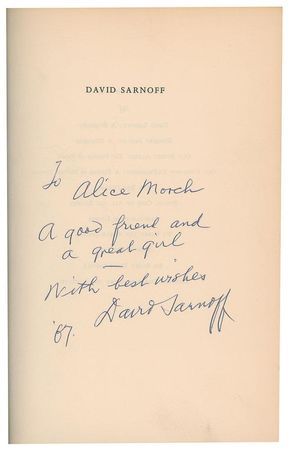 DAVID SARNOFF
To Alice Morch
A good friend and
a great girl —
With best wishes
David Sarnoff
'67.